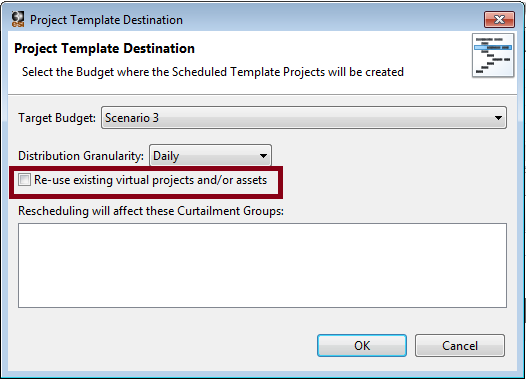 Project Template Destination
Project Template Destination
Select the Budget where the Scheduled Template Projects will be created
Target Budget: Scenario 3
Distribution Granularity: Daily
Re-use existing virtual projects and/or assets
Rescheduling will affect these Curtailment Groups:
OK Cancel